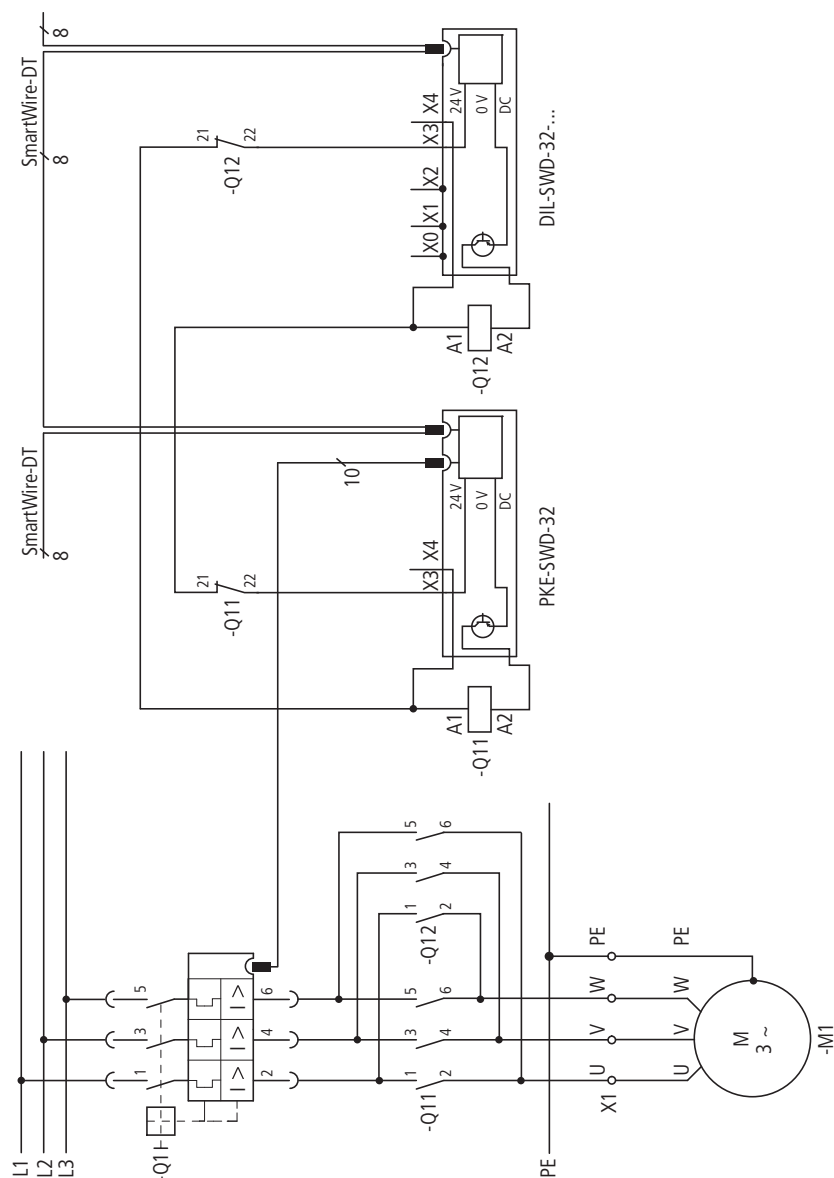 SmartWire-DT
8
8
21
22
-Q12
X0
X1
X2
X3
X4
24 V
0 V
DC
A1
A2
-Q12
DIL-SWD-32-...
SmartWire-DT
8
10
21
22
-Q11
X3
X4
24 V
0 V
DC
A1
A2
-Q11
PKE-SWD-32
L1
L2
L3
-Q1
1
3
5
I>
I>
I>
2
4
6
-Q11
1
2
3
4
5
6
-Q12
1
2
3
4
5
6
PE
X1
U
V
W
PE
U
V
W
PE
M
3 ~
-M1